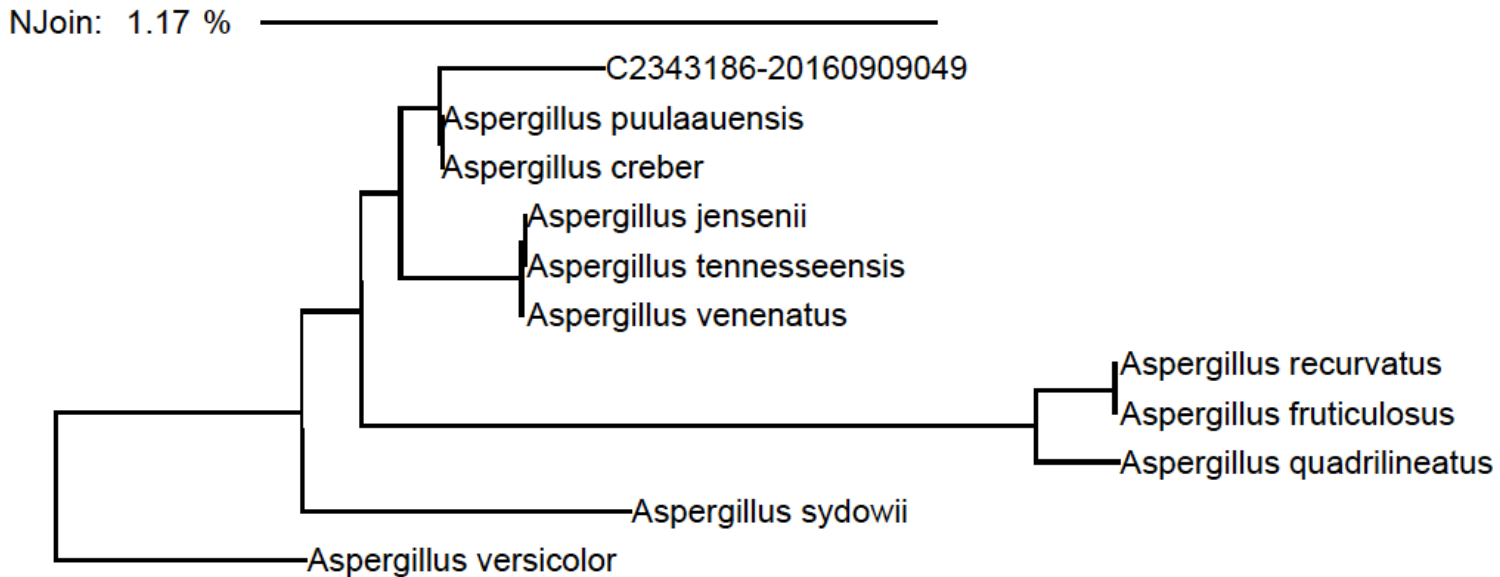 NJoin: 1.17 %
C2343186-20160909049
Aspergillus puulaauensis
Aspergillus creber
Aspergillus jensenii
Aspergillus tennesseensis
Aspergillus venenatus
Aspergillus recurvatus
Aspergillus fruticulosus
Aspergillus quadrilineatus
Aspergillus sydowii
Aspergillus versicolor